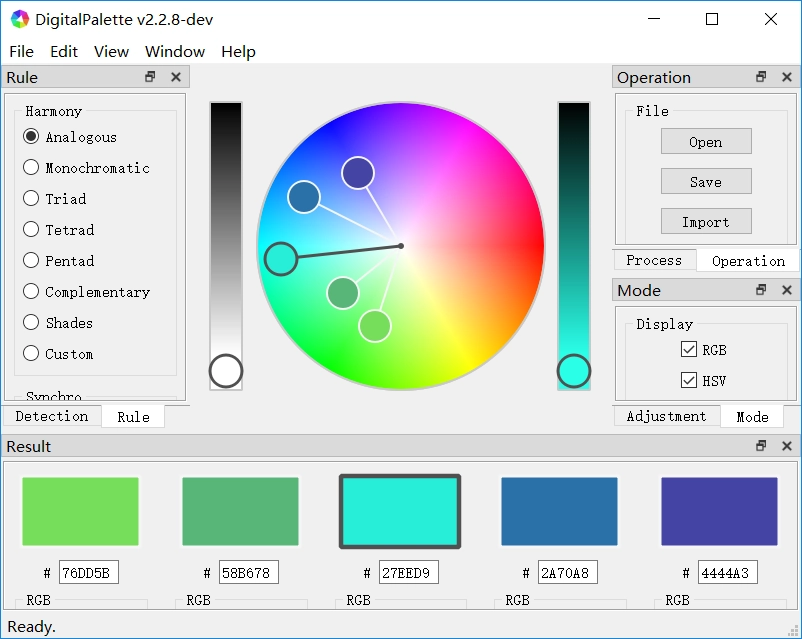 DigitalPalette v2.2.8-dev
File Edit View Window Help
Rule
Harmony
Analogous
Monochromatic
Triad
Tetrad
Pentad
Complementary
Shades
Custom
Synchro
Detection Rule
Operation
File
Open
Save
Import
Process Operation
Mode
Display
RGB
HSV
Adjustment Mode
Result
# 76DD5B # 58B678 # 27EED9 # 2A70A8 # 4444A3
RGB RGB RGB RGB RGB
Ready.